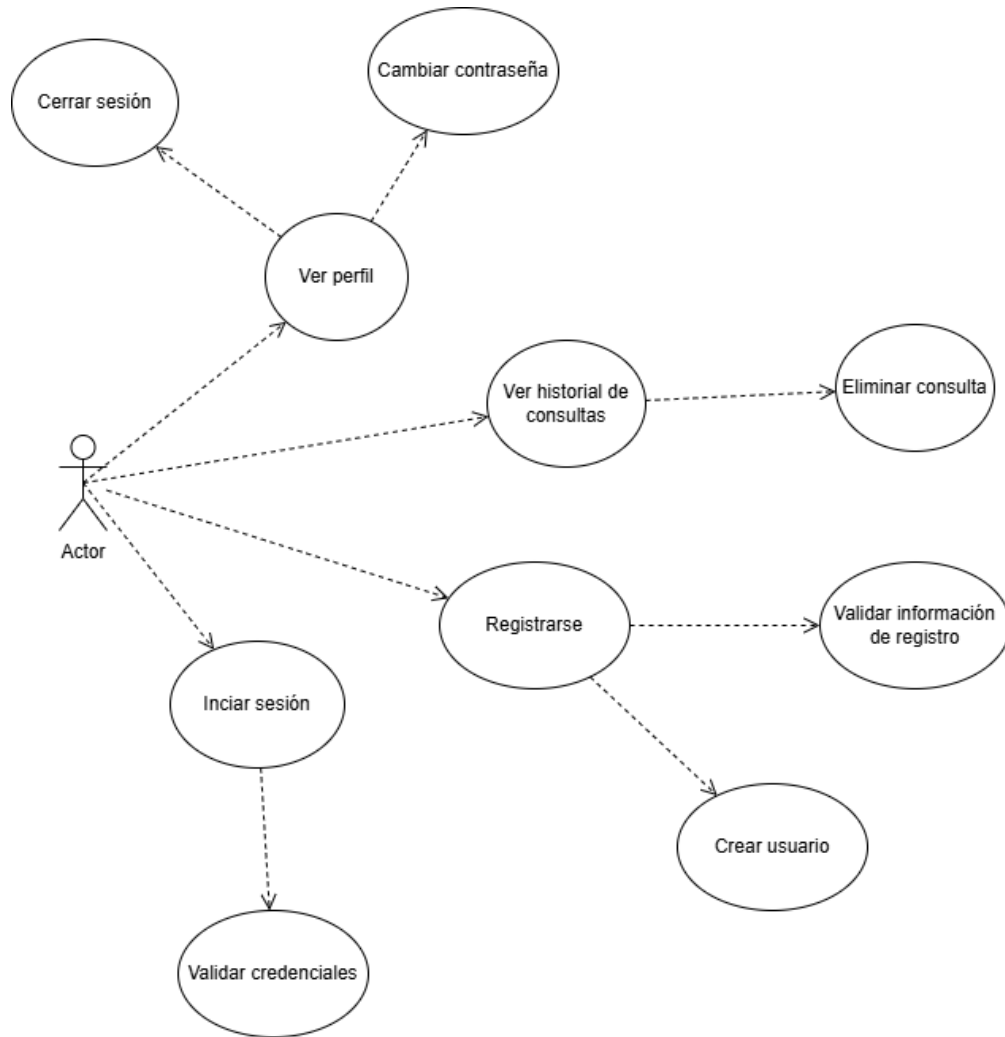 Cambiar contraseña
Cerrar sesión
Ver perfil
Ver historial de
consultas
Eliminar consulta
Actor
Registrarse
Validar información
de registro
Inciar sesión
Crear usuario
Validar credenciales